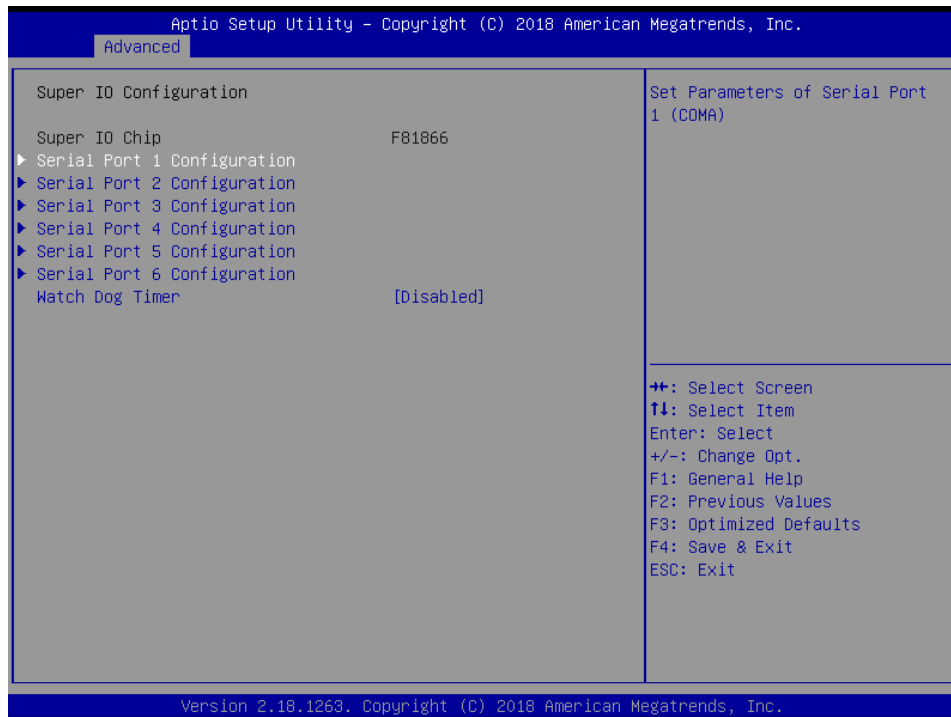 Aptio Setup Utility – Copyright (C) 2018 American Megatrends, Inc.
Advanced
Super IO Configuration
Super IO Chip F81866
Serial Port 1 Configuration
Serial Port 2 Configuration
Serial Port 3 Configuration
Serial Port 4 Configuration
Serial Port 5 Configuration
Serial Port 6 Configuration
Watch Dog Timer [Disabled]
Set Parameters of Serial Port
1 (COMA)
→←: Select Screen
↑↓: Select Item
Enter: Select
+/-: Change Opt.
F1: General Help
F2: Previous Values
F3: Optimized Defaults
F4: Save & Exit
ESC: Exit
Version 2.18.1263. Copyright (C) 2018 American Megatrends, Inc.